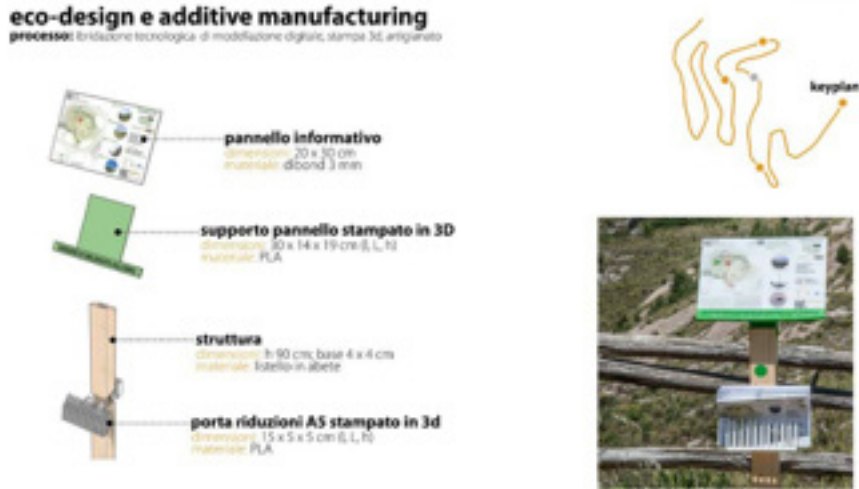 eco-design e additive manufacturing
processo: ibridazione tecnologica di modellazione digitale, stampa 3d, artigianato
keyplan
pannello informativo
dimensioni: 20 x 30 cm
materiale: dibond 3 mm
supporto pannello stampato in 3D
dimensioni: 30 x 14 x 19 cm (l, L, h)
materiale: PLA
struttura
dimensioni: h 90 cm; base 4 x 4 cm
materiale: listello in abete
porta riduzioni A5 stampato in 3d
dimensioni: 15 x 5 x 5 cm (l, L, h)
materiale: PLA